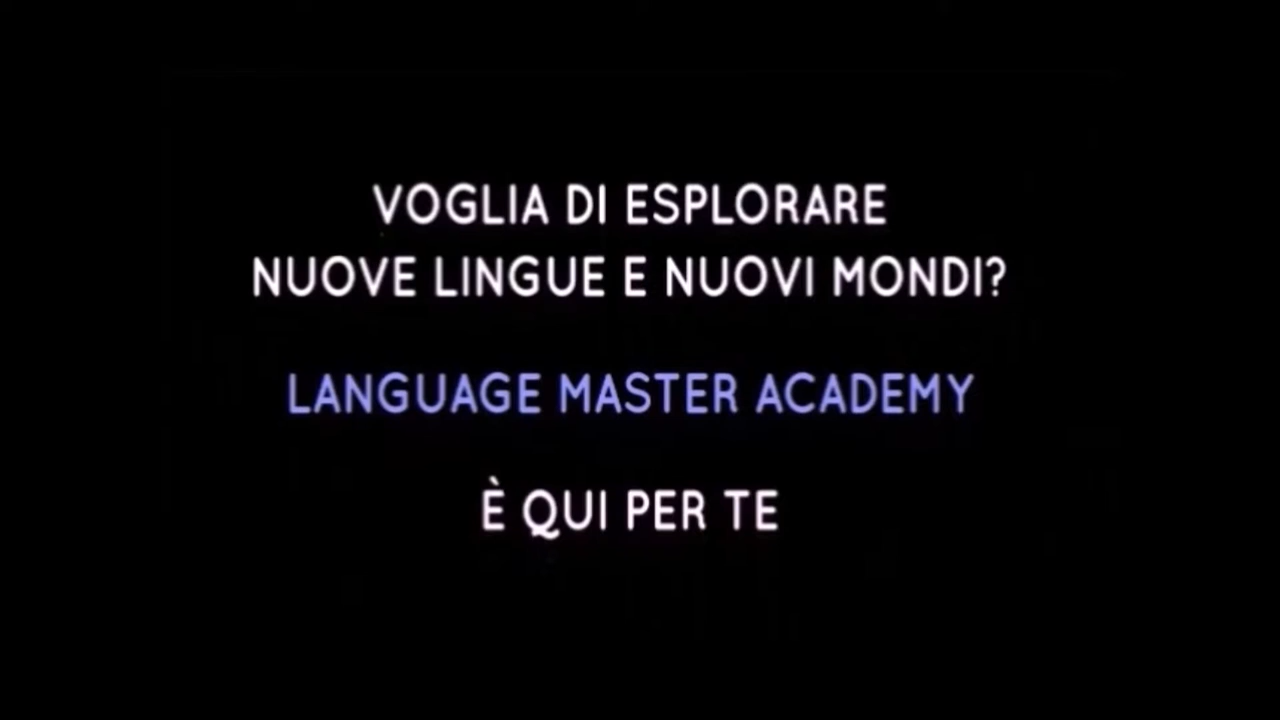 VOGLIA DI ESPLORARE
NUOVE LINGUE E NUOVI MONDI?
LANGUAGE MASTER ACADEMY
È QUI PER TE